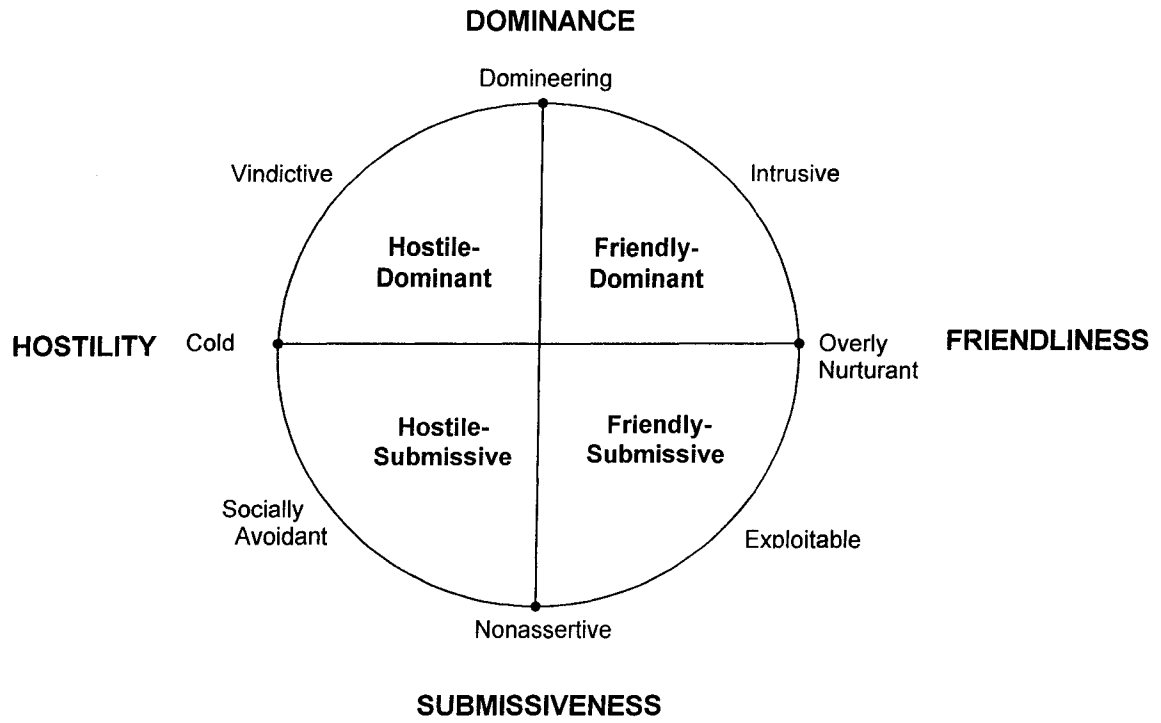 DOMINANCE
Domineering
Vindictive
Intrusive
Hostile-
Dominant
Friendly-
Dominant
HOSTILITY
Cold
Overly
Nurturant
FRIENDLINESS
Hostile-
Submissive
Friendly-
Submissive
Socially
Avoidant
Exploitable
Nonassertive
SUBMISSIVENESS